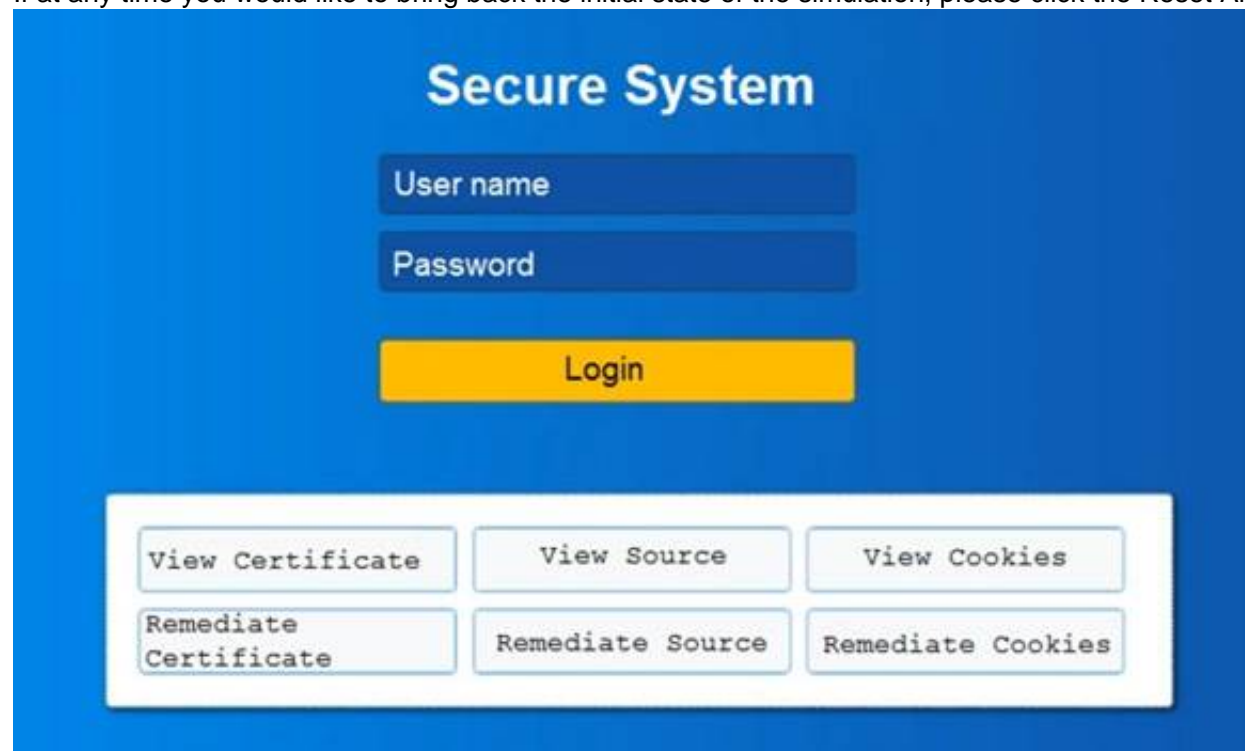 If at any time you would like to bring back the initial state of the simulation, please click the Reset Al
Secure System
User name
Password
Login
View Certificate
View Source
View Cookies
Remediate
Certificate
Remediate Source
Remediate Cookies